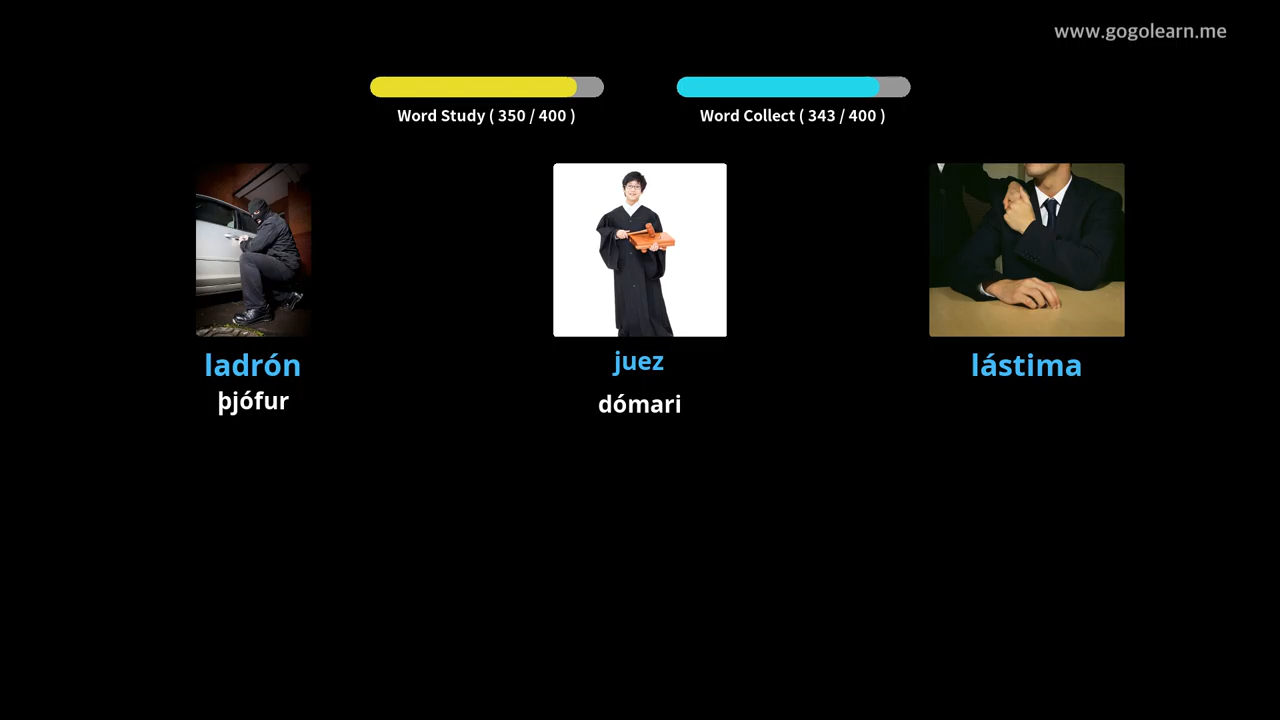 www.gogolearn.me
Word Study ( 350 / 400 )
Word Collect ( 343 / 400 )
ladrón
juez
lástima
þjófur
dómari